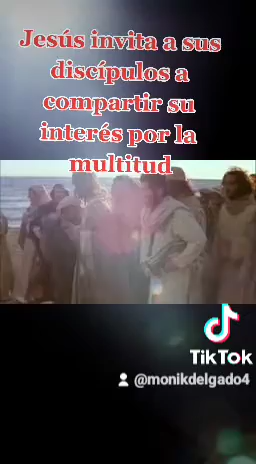 Jesús invita a sus
discípulos a
compartir su
interés por la
multitud
TikTok
@monikdelgado4